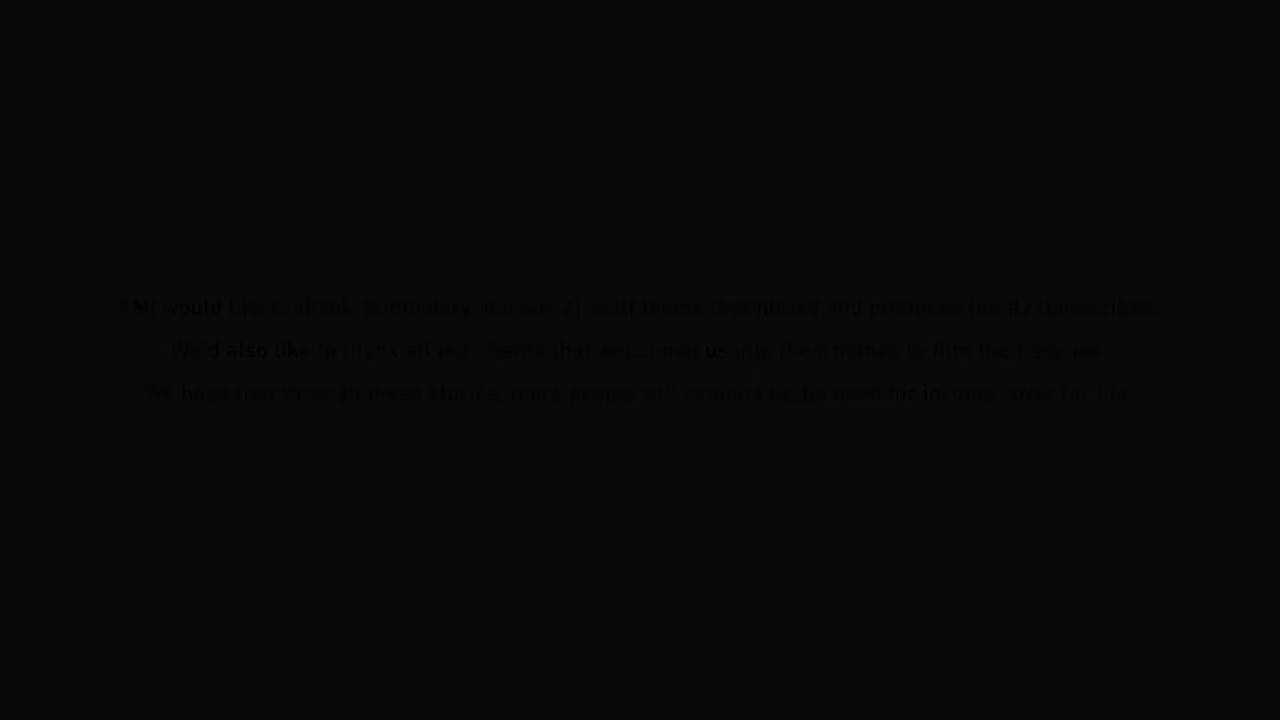 FMI would like to thank and our 21 staff teams that filmed and produced the #21Lives films.
We'd also like to thank all our clients that welcomed us into their homes to film their stories.
We hope that through these stories, more people will to the need for income cover for life.